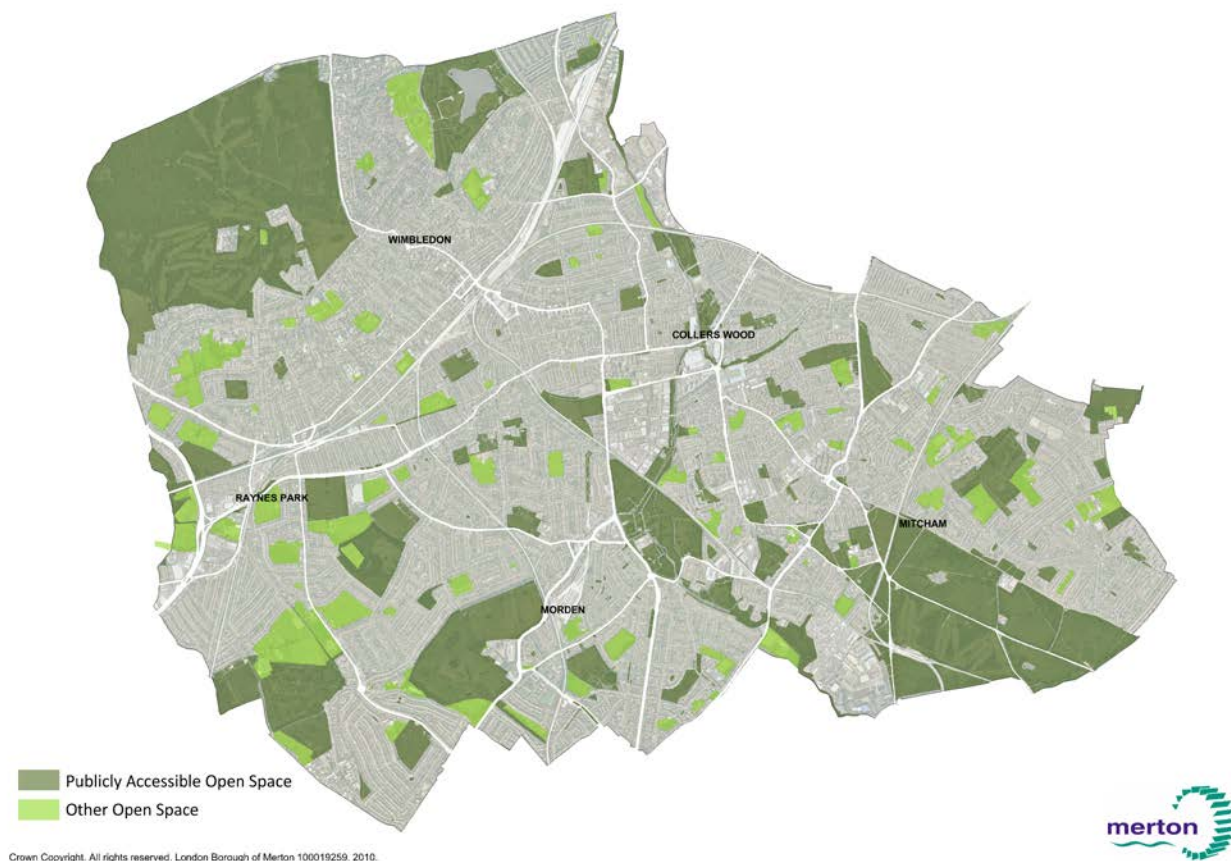 WIMBLEDON
COLLERS WOOD
RAYNES PARK
MITCHAM
MORDEN
Publicly Accessible Open Space
Other Open Space
merton
Crown Copyright. All rights reserved. London Borough of Merton 100019259. 2010.